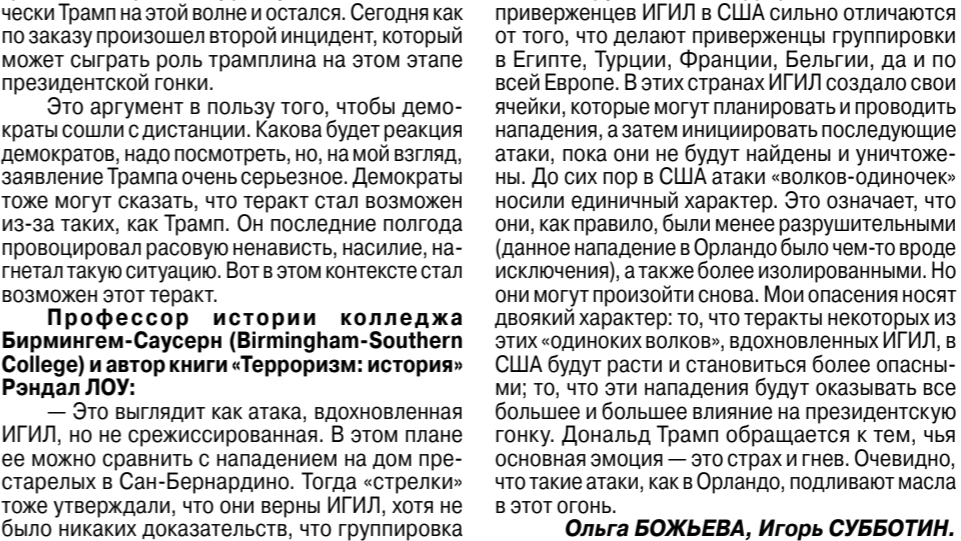 чески Трамп на этой волне и остался. Сегодня как
по заказу произошел второй инцидент, который
может сыграть роль трамплина на этом этапе
президентской гонки.
Это аргумент в пользу того, чтобы демо-
краты сошли с дистанции. Какова будет реакция
демократов, надо посмотреть, но, на мой взгляд,
заявление Трампа очень серьезное. Демократы
тоже могут сказать, что теракт стал возможен
из-за таких, как Трамп. Он последние полгода
провоцировал расовую ненависть, насилие, на-
гнетал такую ситуацию. Вот в этом контексте стал
возможен этот теракт.
Профессор истории колледжа
Бирмингем-Саусерн (Birmingham-Southern
College) и автор книги «Терроризм: история»
Рэндал ЛОУ:
— Это выглядит как атака, вдохновленная
ИГИЛ, но не срежиссированная. В этом плане
ее можно сравнить с нападением на дом пре-
старелых в Сан-Бернардино. Тогда «стрелки»
тоже утверждали, что они верны ИГИЛ, хотя не
было никаких доказательств, что группировка
приверженцев ИГИЛ в США сильно отличаются
от того, что делают приверженцы группировки
в Египте, Турции, Франции, Бельгии, да и по
всей Европе. В этих странах ИГИЛ создало свои
ячейки, которые могут планировать и проводить
нападения, а затем инициировать последующие
атаки, пока они не будут найдены и уничтоже-
ны. До сих пор в США атаки «волков-одиночек»
носили единичный характер. Это означает, что
они, как правило, были менее разрушительными
(данное нападение в Орландо было чем-то вроде
исключения), а также более изолированными. Но
они могут произойти снова. Мои опасения носят
двоякий характер: то, что теракты некоторых из
этих «одиноких волков», вдохновленных ИГИЛ, в
США будут расти и становиться более опасны-
ми; то, что эти нападения будут оказывать все
большее и большее влияние на президентскую
гонку. Дональд Трамп обращается к тем, чья
основная эмоция — это страх и гнев. Очевидно,
что такие атаки, как в Орландо, подливают масла
в этот огонь.
Ольга БОЖЬЕВА, Игорь СУББОТИН.